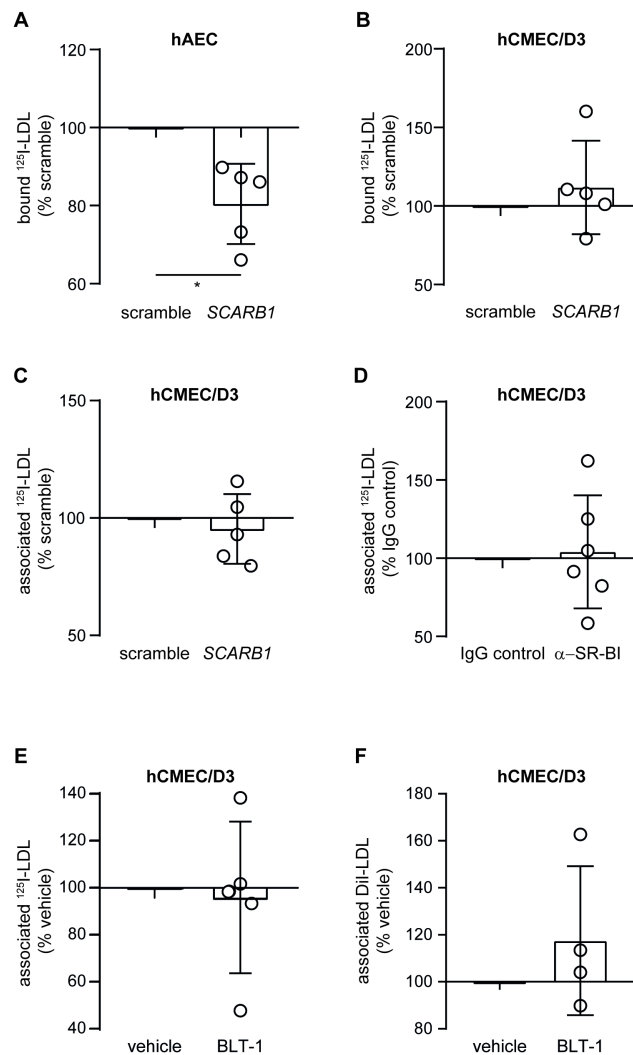 A
hAEC
bound ¹²⁵I-LDL
(% scramble)
120
100
80
60
*
scramble SCARB1
B
hCMEC/D3
bound ¹²⁵I-LDL
(% scramble)
200
150
100
50
scramble SCARB1
C
hCMEC/D3
associated ¹²⁵I-LDL
(% scramble)
150
100
50
scramble SCARB1
D
hCMEC/D3
associated ¹²⁵I-LDL
(% IgG control)
200
150
100
50
IgG control α–SR-BI
E
hCMEC/D3
associated ¹²⁵I-LDL
(% vehicle)
140
120
100
80
60
40
vehicle BLT-1
F
hCMEC/D3
associated DiI-LDL
(% vehicle)
180
160
140
120
100
80
vehicle BLT-1